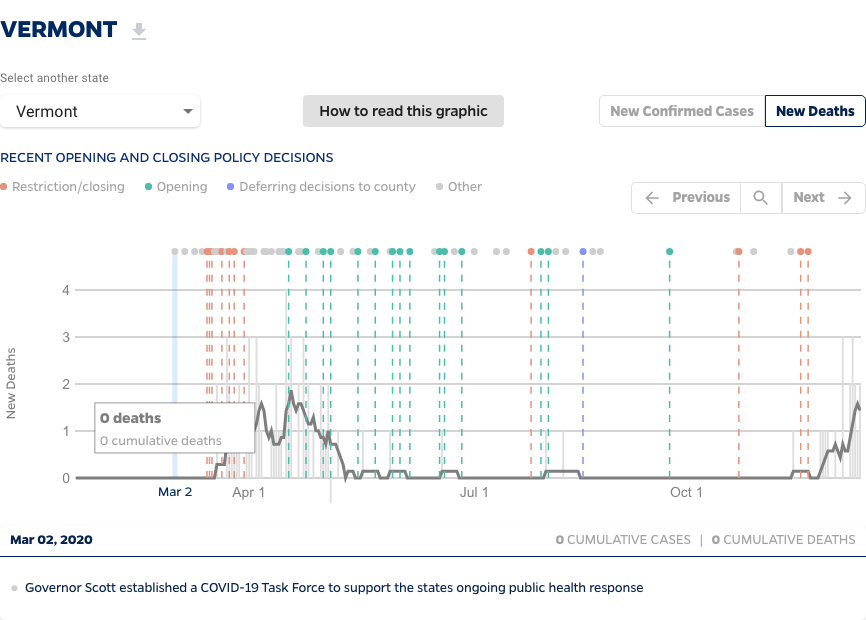 VERMONT
Select another state
Vermont
How to read this graphic
New Confirmed Cases
New Deaths
RECENT OPENING AND CLOSING POLICY DECISIONS
Restriction/closing
Opening
Deferring decisions to county
Other
Previous
Next
4
3
2
1
0
New Deaths
0 deaths
0 cumulative deaths
Mar 2
Apr 1
Jul 1
Oct 1
Mar 02, 2020
0 CUMULATIVE CASES | 0 CUMULATIVE DEATHS
Governor Scott established a COVID-19 Task Force to support the states ongoing public health response